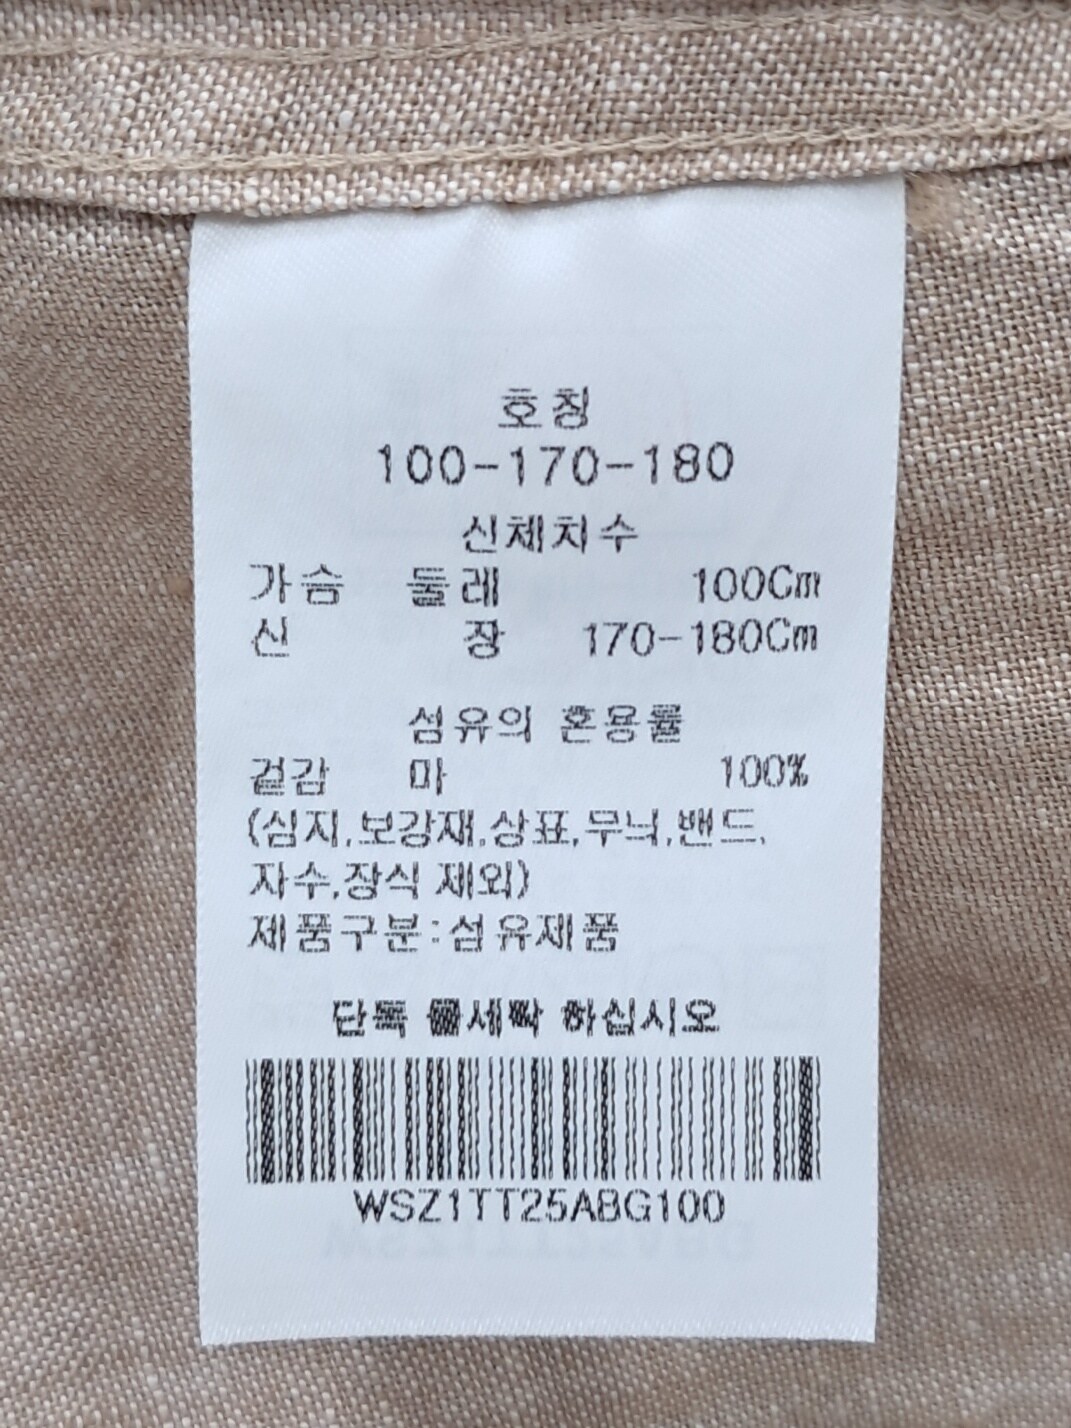 호칭
100-170-180
신체치수
가슴 둘레 100Cm
신 장 170-180Cm
섬유의 혼용률
겉감 마 100%
(심지,보강재,상표,무늬,밴드,
자수,장식 제외)
제품구분:섬유제품
단독 물세탁 하십시오
WSZ1TT25ABG100